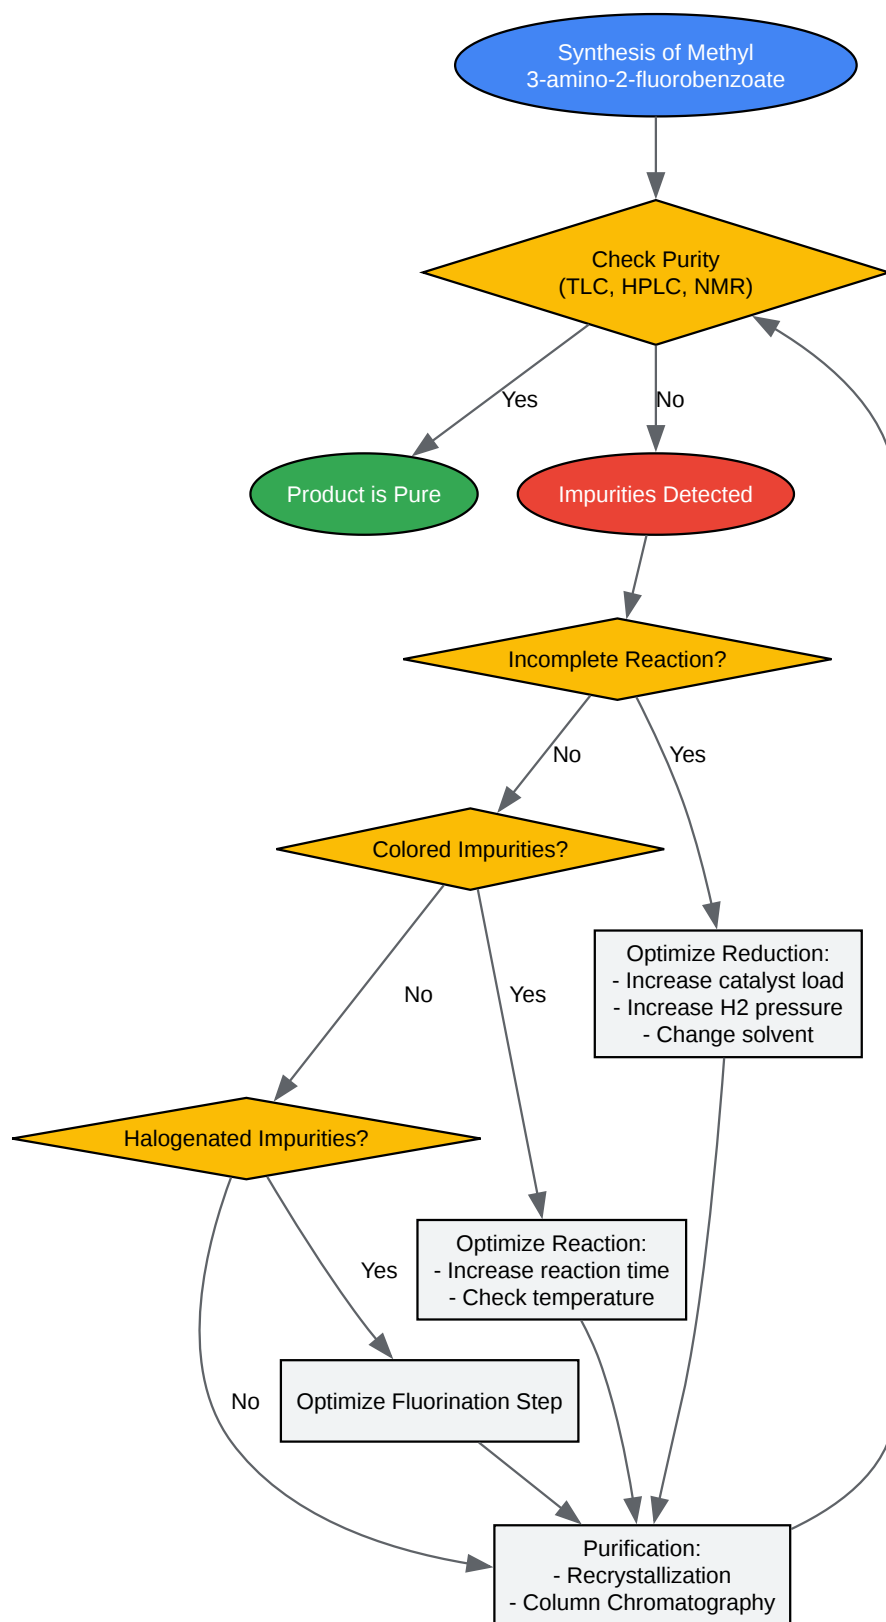 Synthesis of Methyl
3-amino-2-fluorobenzoate
Check Purity
(TLC, HPLC, NMR)
Yes
No
Product is Pure
Impurities Detected
Incomplete Reaction?
No
Yes
Colored Impurities?
Optimize Reduction:
- Increase catalyst load
- Increase H2 pressure
- Change solvent
No
Yes
Halogenated Impurities?
Optimize Reaction:
- Increase reaction time
- Check temperature
Yes
No
Optimize Fluorination Step
Purification:
- Recrystallization
- Column Chromatography